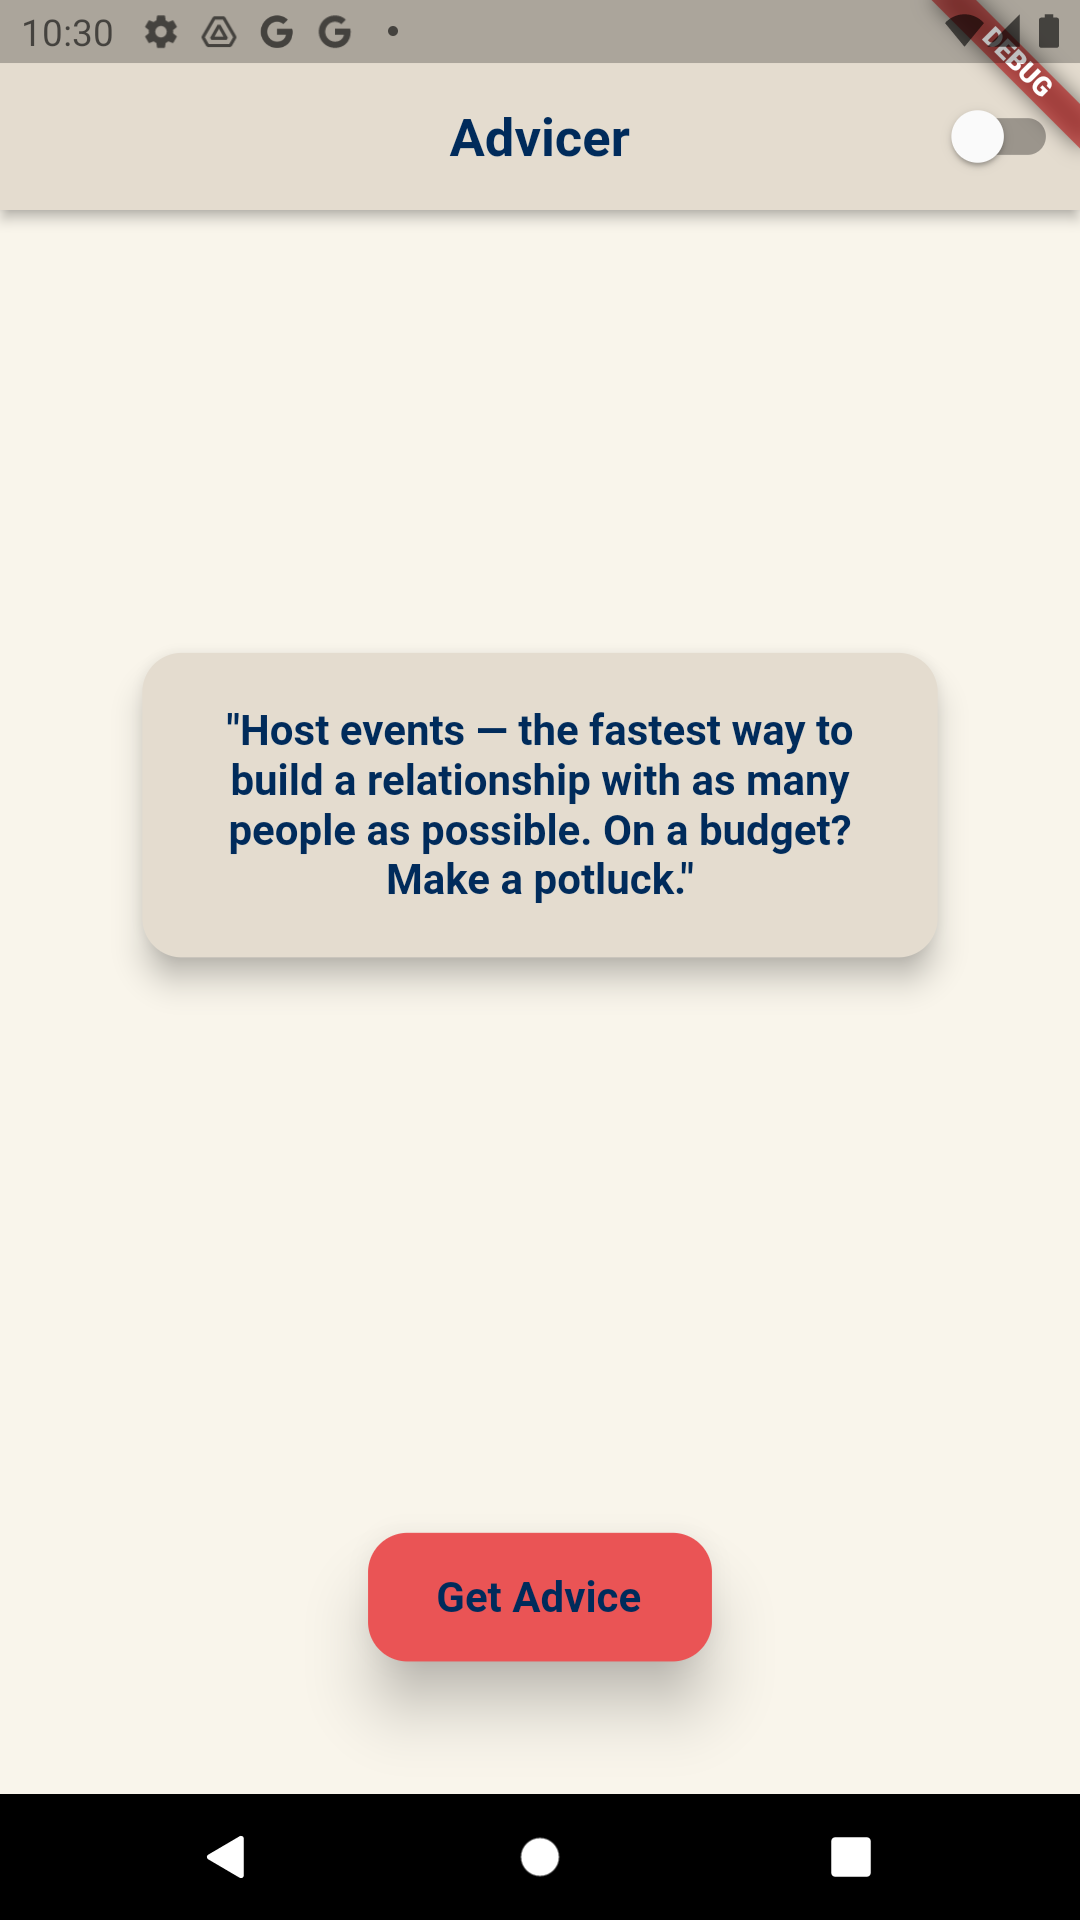 10:30
DEBUG
Advicer
"Host events — the fastest way to
build a relationship with as many
people as possible. On a budget?
Make a potluck."
Get Advice